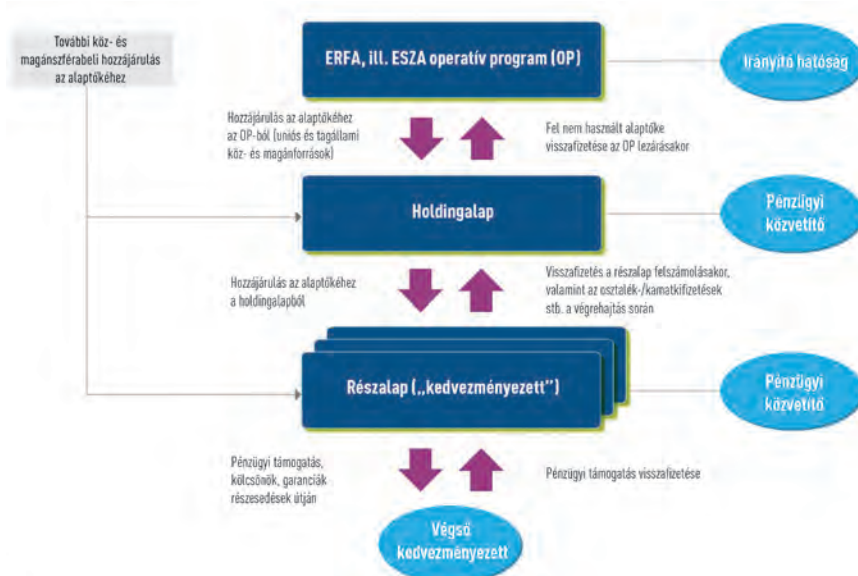 További köz- és
magánszférabeli hozzájárulás
az alaptőkéhez
ERFA, ill. ESZA operatív program (OP)
Irányító hatóság
Hozzájárulás az alaptőkéhez
az OP-ból (uniós és tagállami
köz- és magánforrások)
Fel nem használt alaptőke
visszafizetése az OP lezárásakor
Holdingalap
Pénzügyi
közvetítő
Hozzájárulás az alaptőkéhez
a holdingalapból
Visszafizetés a részalap felszámolásakor,
valamint az osztalék-/kamatkifizetések
stb. a végrehajtás során
Részalap („kedvezményezett”)
Pénzügyi
közvetítő
Pénzügyi támogatás,
kölcsönök, garanciák
részesedések útján
Pénzügyi támogatás visszafizetése
Végső
kedvezményezett